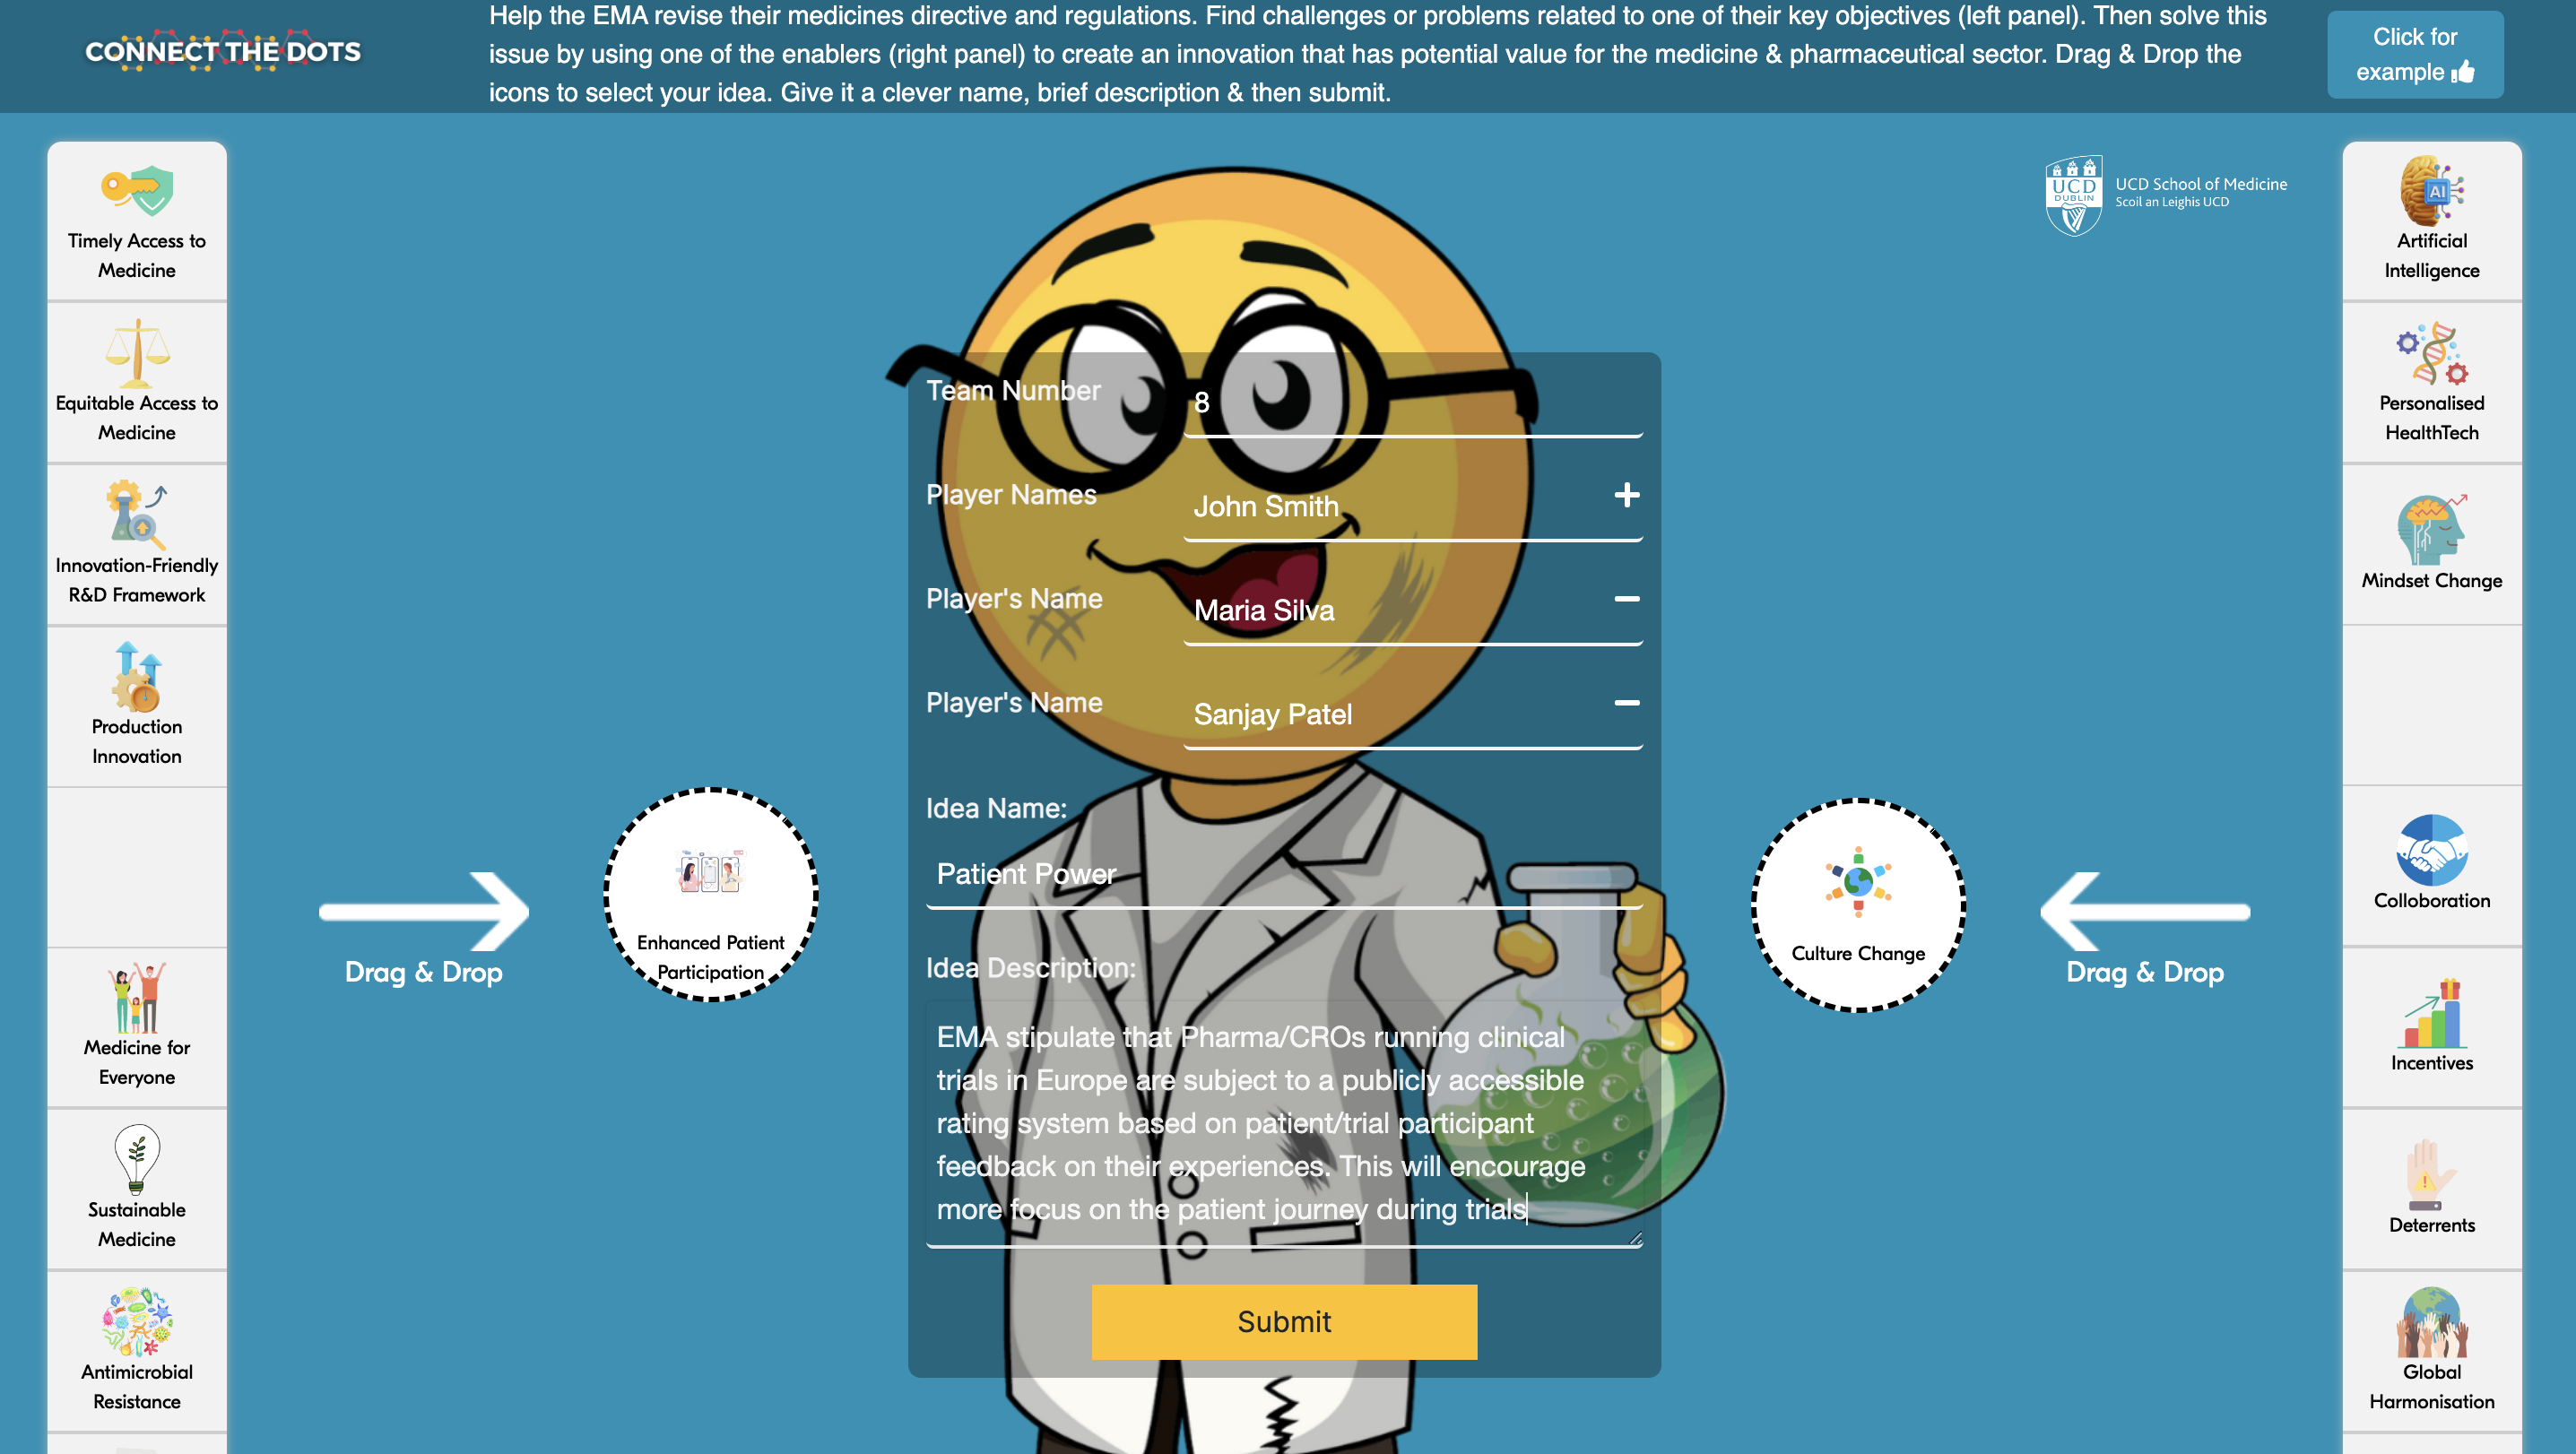 CONNECT THE DOTS
Help the EMA revise their medicines directive and regulations. Find challenges or problems related to one of their key objectives (left panel). Then solve this
issue by using one of the enablers (right panel) to create an innovation that has potential value for the medicine & pharmaceutical sector. Drag & Drop the
icons to select your idea. Give it a clever name, brief description & then submit.
Click for
example
Timely Access to
Medicine
Equitable Access to
Medicine
Innovation-Friendly
R&D Framework
Production
Innovation
Medicine for
Everyone
Sustainable
Medicine
Antimicrobial
Resistance
Drag & Drop
Enhanced Patient
Participation
Team Number
8
Player Names
John Smith
Player's Name
Maria Silva
Player's Name
Sanjay Patel
Idea Name:
Patient Power
Idea Description:
EMA stipulate that Pharma/CROs running clinical
trials in Europe are subject to a publicly accessible
rating system based on patient/trial participant
feedback on their experiences. This will encourage
more focus on the patient journey during trials
Submit
Culture Change
Drag & Drop
UCD
DUBLIN
UCD School of Medicine
Scoil an Leighis UCD
AI
Artificial
Intelligence
Personalised
HealthTech
Mindset Change
Colloboration
Incentives
Deterrents
Global
Harmonisation